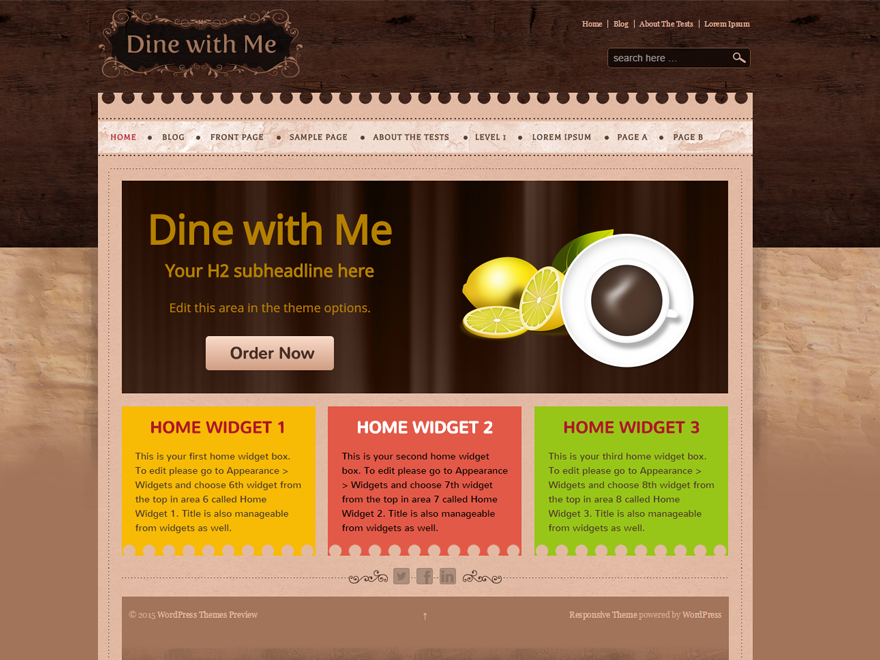 Dine with Me
Home | Blog | About The Tests | Lorem Ipsum
search here ...
HOME • BLOG • FRONT PAGE • SAMPLE PAGE • ABOUT THE TESTS • LEVEL 1 • LOREM IPSUM • PAGE A • PAGE B
Dine with Me
Your H2 subheadline here
Edit this area in the theme options.
Order Now
HOME WIDGET 1
This is your first home widget box.
To edit please go to Appearance >
Widgets and choose 6th widget from
the top in area 6 called Home
Widget 1. Title is also manageable
from widgets as well.
HOME WIDGET 2
This is your second home widget
box. To edit please go to Appearance
> Widgets and choose 7th widget
from the top in area 7 called Home
Widget 2. Title is also manageable
from widgets as well.
HOME WIDGET 3
This is your third home widget box.
To edit please go to Appearance >
Widgets and choose 8th widget from
the top in area 8 called Home
Widget 3. Title is also manageable
from widgets as well.
f in
© 2015 WordPress Themes Preview
↑
Responsive Theme powered by WordPress